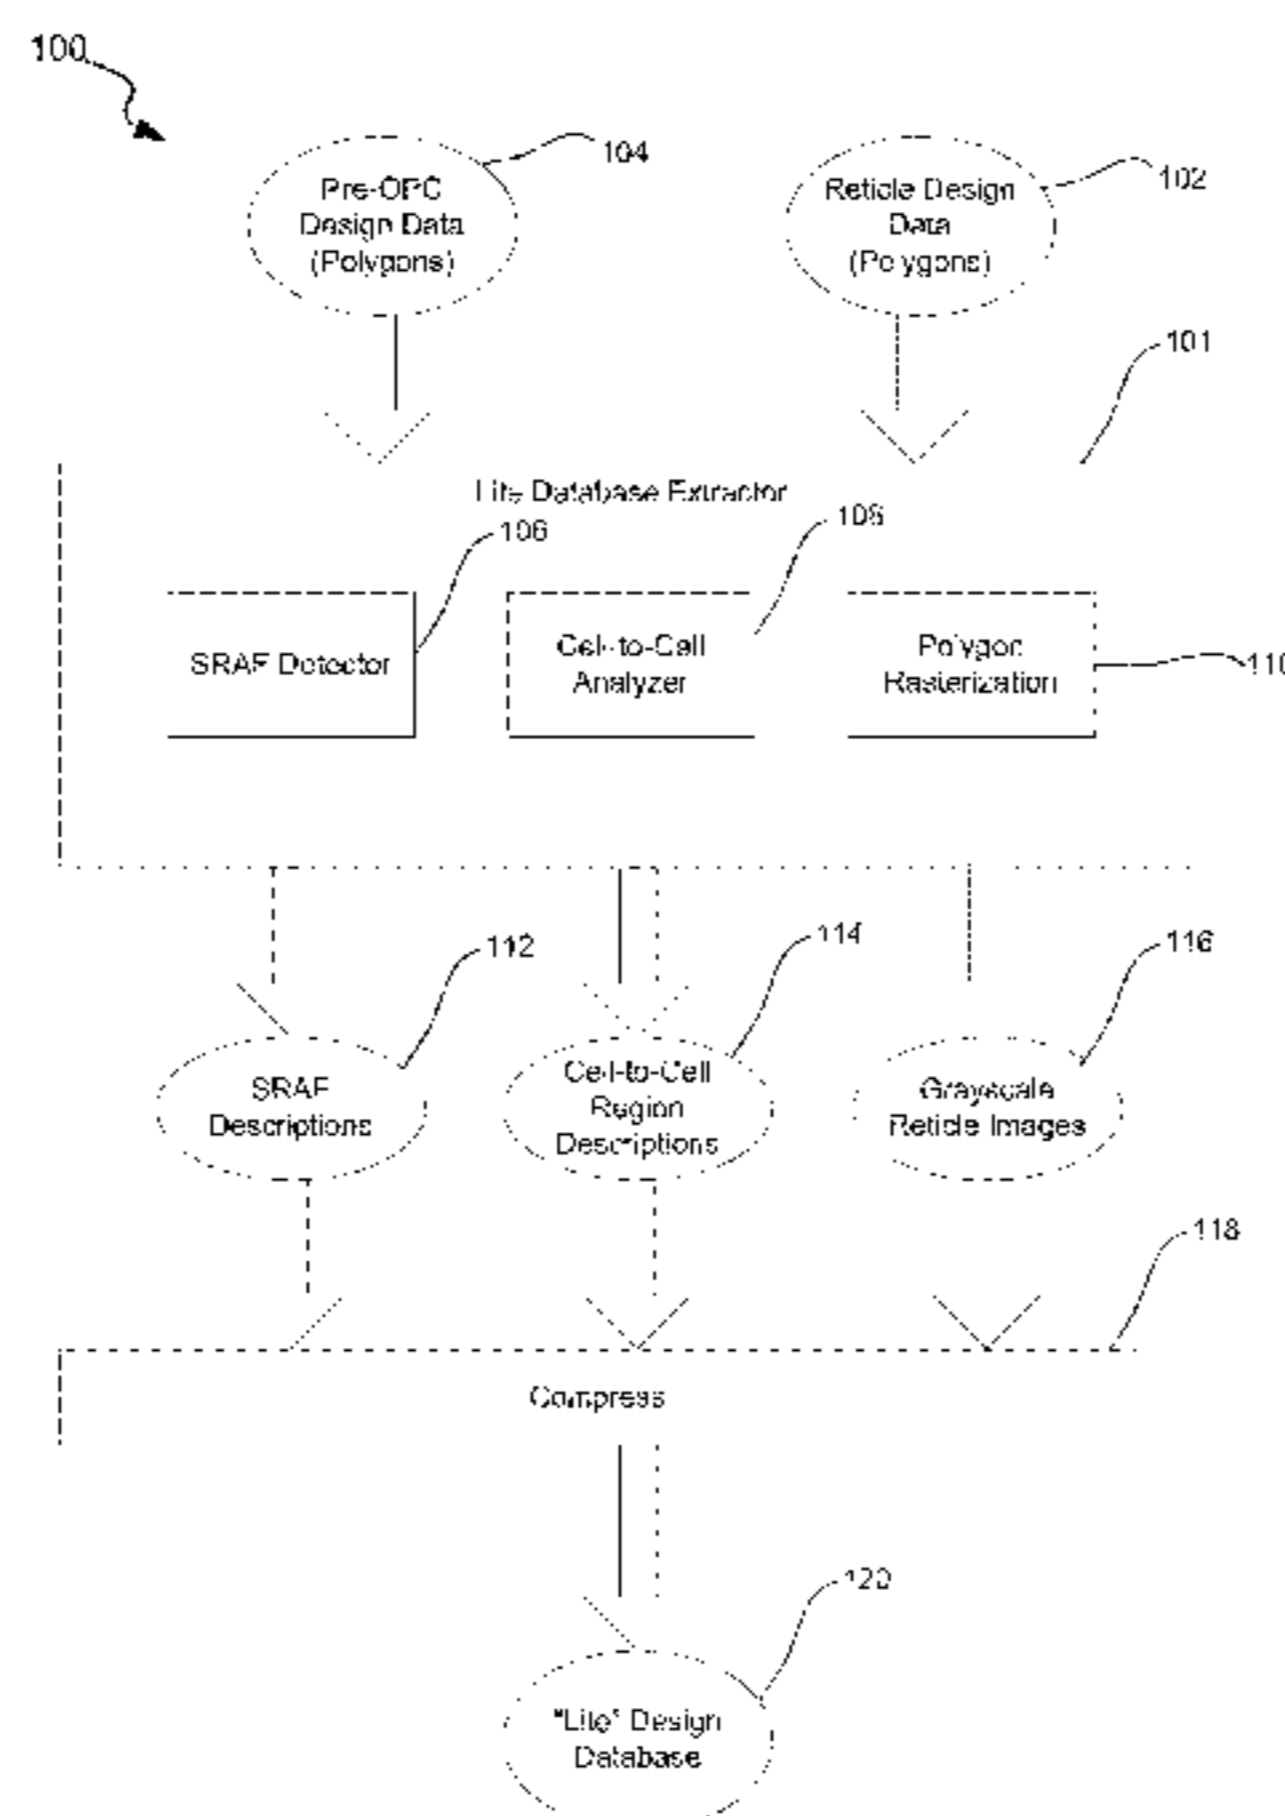 100
104
Pre-OPC
Design Data
(Polygons)
102
Reticle Design
Data
(Polygons)
101
Lite Database Extractor
106
108
SRAF Detector
Cell-to-Cell
Analyzer
Polygon
Rasterization
110
112
114
116
SRAF
Descriptions
Cell-to-Cell
Region
Descriptions
Grayscale
Reticle Images
118
Compress
120
"Lite" Design
Database